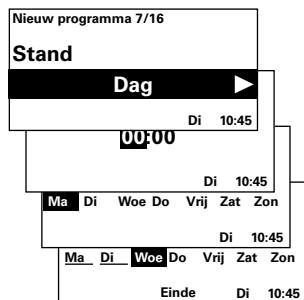 Nieuw programma 7/16
Stand
Dag
Di 10:45
00:00
Di 10:45
Ma Di Woe Do Vrij Zat Zon
Di 10:45
Ma Di Woe Do Vrij Zat Zon
Einde Di 10:45